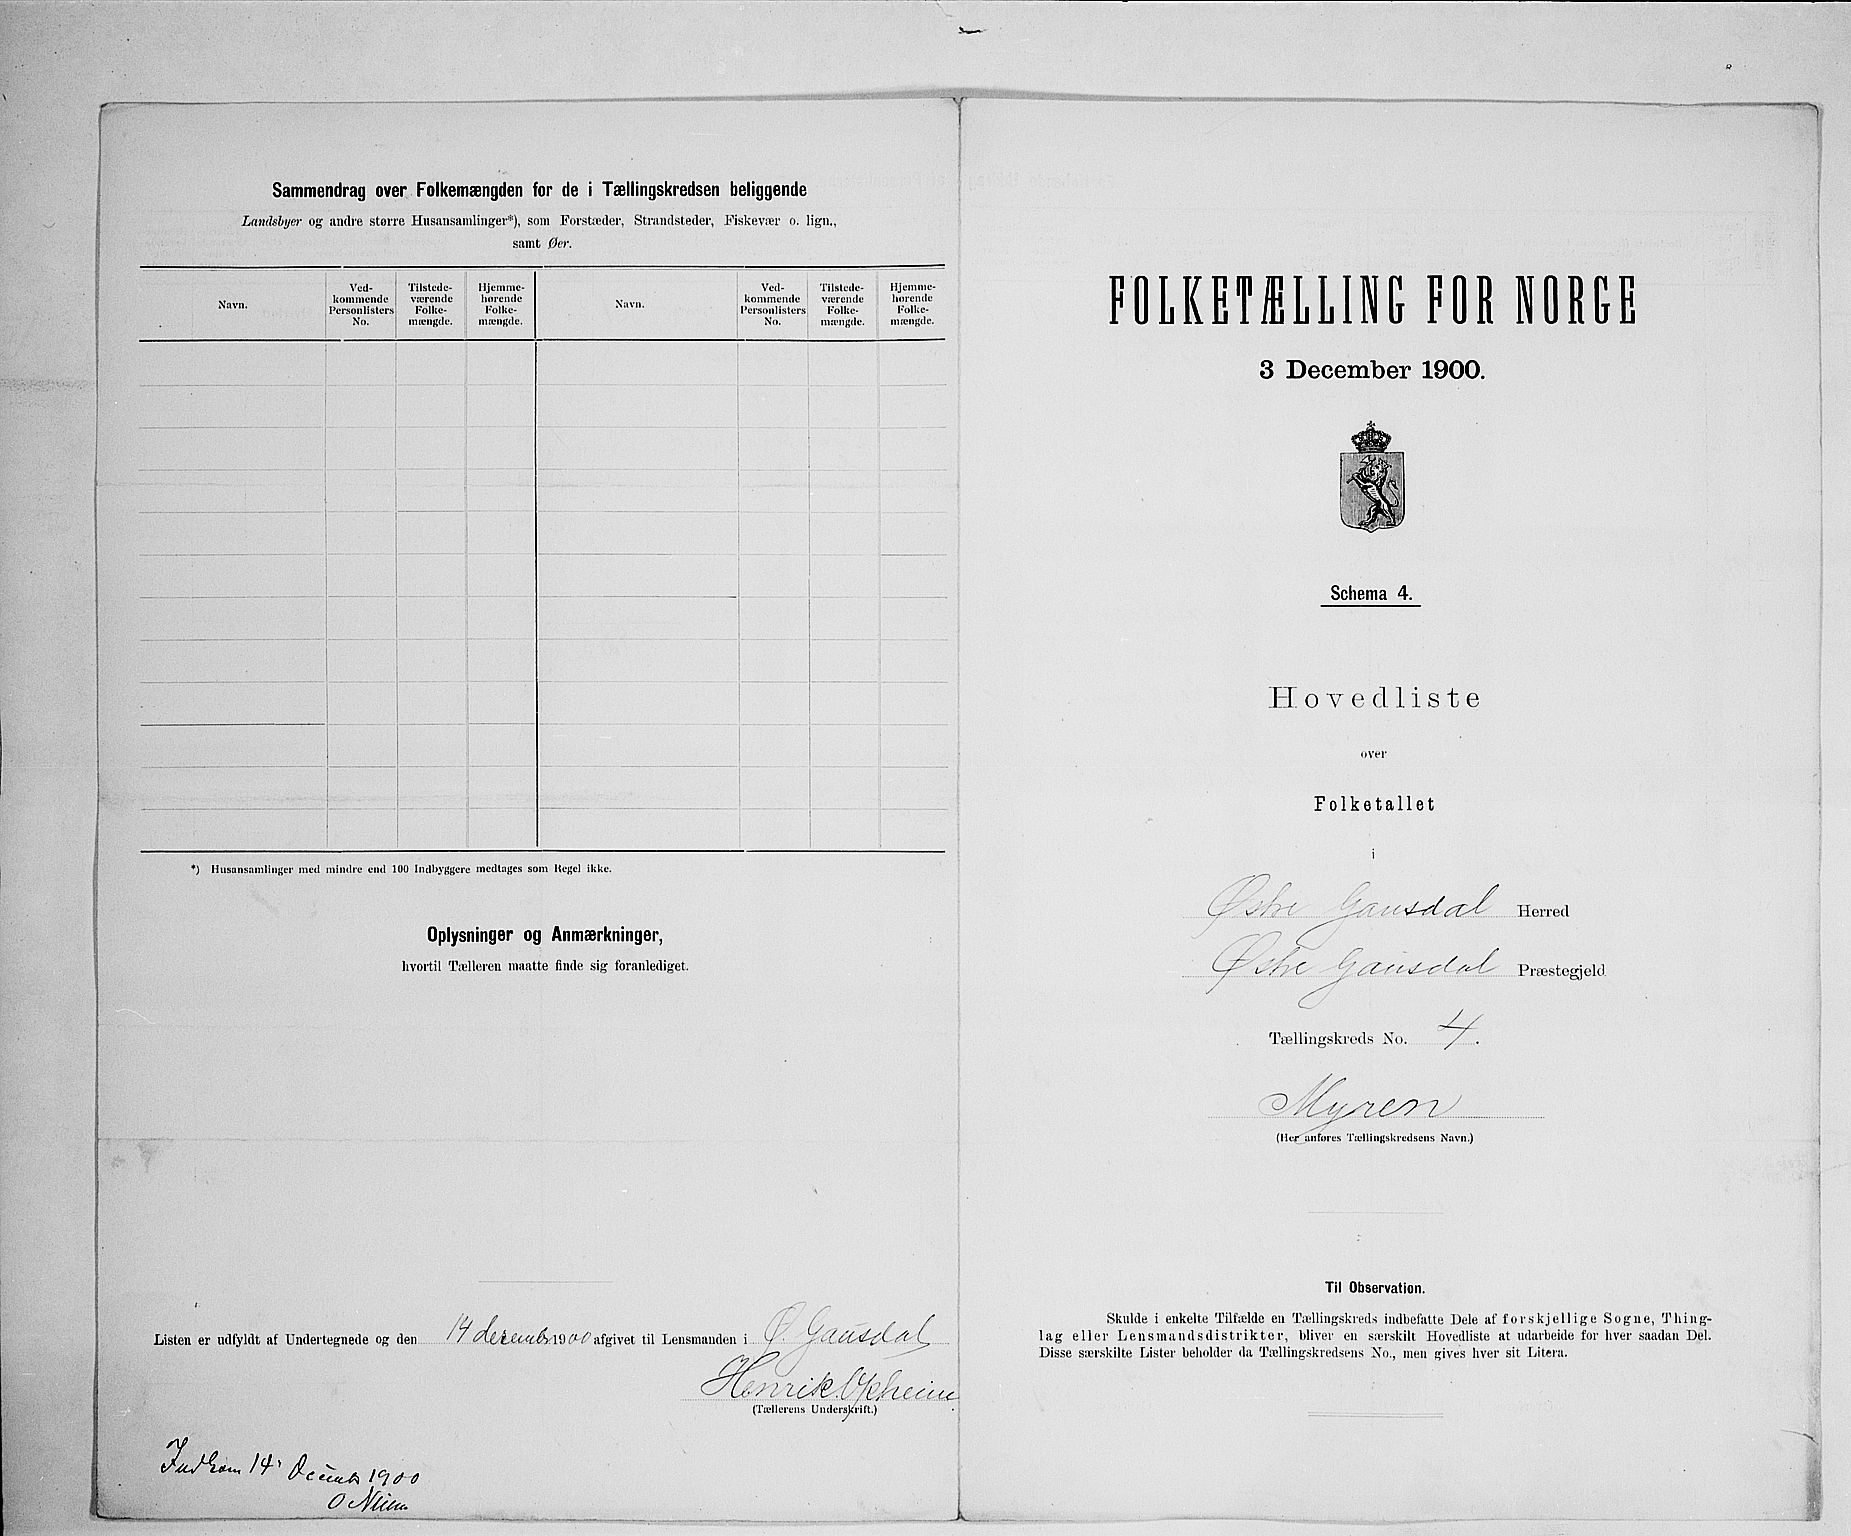 Sammendrag over Folkemængden for de i Tællingskredsen beliggende
Landsbyer og andre større Husansamlinger*), som Forstæder, Strandsteder, Fiskevær o. lign.,
samt Øer.
Navn.
Ved-
kommende
Personlisters
No.
Tilstede-
værende
Folke-
mængde.
Hjemme-
hørende
Folke-
mængde.
Navn.
Ved-
kommende
Personlisters
No.
Tilstede-
værende
Folke-
mængde.
Hjemme-
hørende
Folke-
mængde.
*) Husansamlinger med mindre end 100 Indbyggere medtages som Regel ikke.
Oplysninger og Anmærkninger,
hvortil Tælleren maatte finde sig foranlediget.
Listen er udfyldt af Undertegnede og den 14 decembr 1900 afgivet til Lensmanden i Ø. Gausdal
Henrik
(Tællerens Underskrift.)
Indkom 14' Decemb 1900
O
FOLKETÆLLING FOR NORGE
3 December 1900.
Schema 4.
Hovedliste
over
Folketallet
i
Østre Gausdal Herred
Østre Gausdal Præstegjeld
Tællingskreds No. 4.
Myren
(Her anføres Tællingskredsens Navn.)
Til Observation.
Skulde i enkelte Tilfælde en Tællingskreds indbefatte Dele af forskjellige Sogne, Thing-
lag eller Lensmandsdistrikter, bliver en særskilt Hovedliste at udarbeide for hver saadan Del.
Disse særskilte Lister beholder da Tællingskredsens No., men gives hver sit Litera.